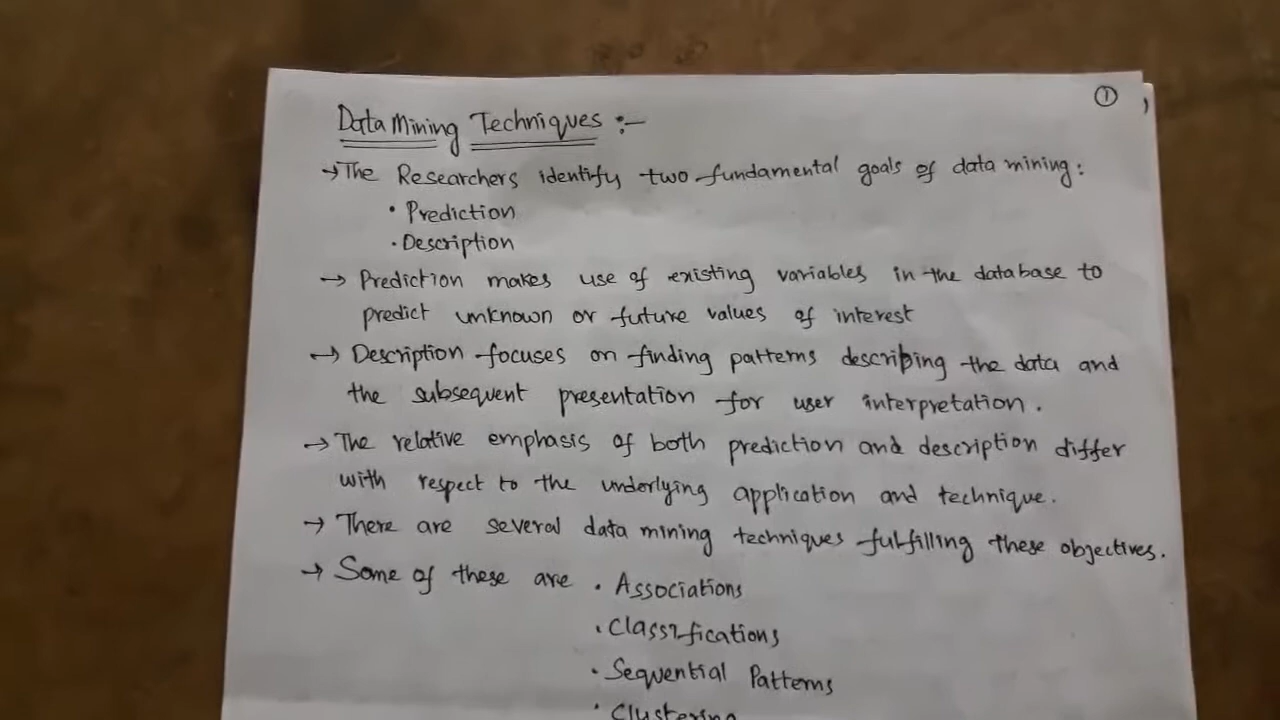 ①
Data Mining Techniques :-
→ The Researchers identify two fundamental goals of data mining:
• Prediction
• Description
→ Prediction makes use of existing variables in the database to
predict unknown or future values of interest
→ Description focuses on finding patterns describing the data and
the subsequent presentation for user interpretation.
→ The relative emphasis of both prediction and description differ
with respect to the underlying application and technique.
→ There are several data mining techniques fulfilling these objectives.
→ Some of these are • Associations
• Classifications
• Sequential Patterns
• Clustering